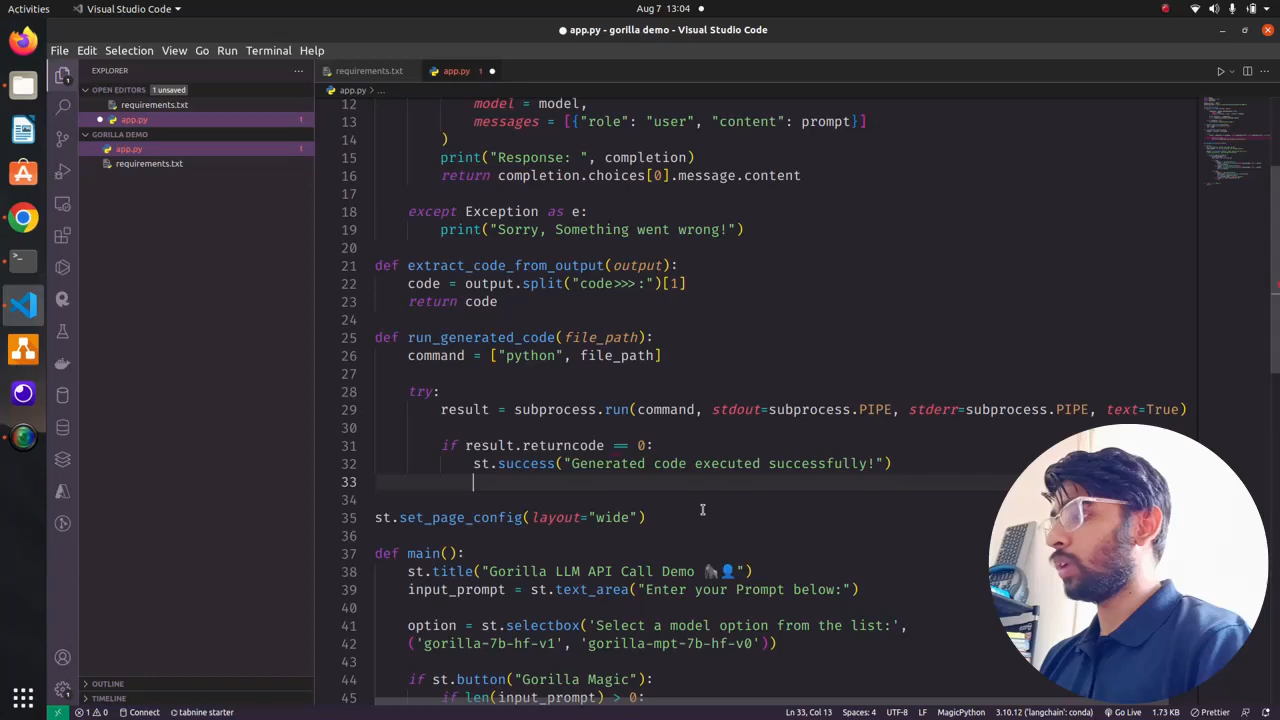 Activities
Visual Studio Code
Aug 7 13:04
app.py - gorilla demo - Visual Studio Code
File Edit Selection View Go Run Terminal Help
EXPLORER
requirements.txt
app.py 1
OPEN EDITORS 1 unsaved
app.py > ...
requirements.txt
app.py 1
GORILLA DEMO
app.py 1
requirements.txt
12 model = model,
13 messages = [{"role": "user", "content": prompt}]
14 )
15 print("Response: ", completion)
16 return completion.choices[0].message.content
17
18 except Exception as e:
19 print("Sorry, Something went wrong!")
20
21 def extract_code_from_output(output):
22 code = output.split("code>>>:")[1]
23 return code
24
25 def run_generated_code(file_path):
26 command = ["python", file_path]
27
28 try:
29 result = subprocess.run(command, stdout=subprocess.PIPE, stderr=subprocess.PIPE, text=True)
30
31 if result.returncode == 0:
32 st.success("Generated code executed successfully!")
33
34
35 st.set_page_config(layout="wide")
36
37 def main():
38 st.title("Gorilla LLM API Call Demo 🦍👤")
39 input_prompt = st.text_area("Enter your Prompt below:")
40
41 option = st.selectbox('Select a model option from the list:',
42 ('gorilla-7b-hf-v1', 'gorilla-mpt-7b-hf-v0'))
43
44 if st.button("Gorilla Magic"):
45 if len(input_prompt) > 0:
OUTLINE
TIMELINE
1 0 Connect tabnine starter Ln 33, Col 13 Spaces: 4 UTF-8 LF MagicPython 3.10.12 ('langchain': conda) Go Live 1.73 KB Prettier